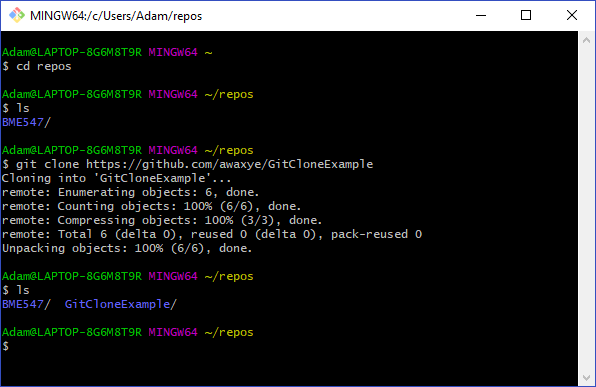 MINGW64:/c/Users/Adam/repos
Adam@LAPTOP-8G6M8T9R MINGW64 ~
$ cd repos
Adam@LAPTOP-8G6M8T9R MINGW64 ~/repos
$ ls
BME547/
Adam@LAPTOP-8G6M8T9R MINGW64 ~/repos
$ git clone https://github.com/awaxye/GitCloneExample
Cloning into 'GitCloneExample'...
remote: Enumerating objects: 6, done.
remote: Counting objects: 100% (6/6), done.
remote: Compressing objects: 100% (3/3), done.
remote: Total 6 (delta 0), reused 0 (delta 0), pack-reused 0
Unpacking objects: 100% (6/6), done.
Adam@LAPTOP-8G6M8T9R MINGW64 ~/repos
$ ls
BME547/  GitCloneExample/
Adam@LAPTOP-8G6M8T9R MINGW64 ~/repos
$